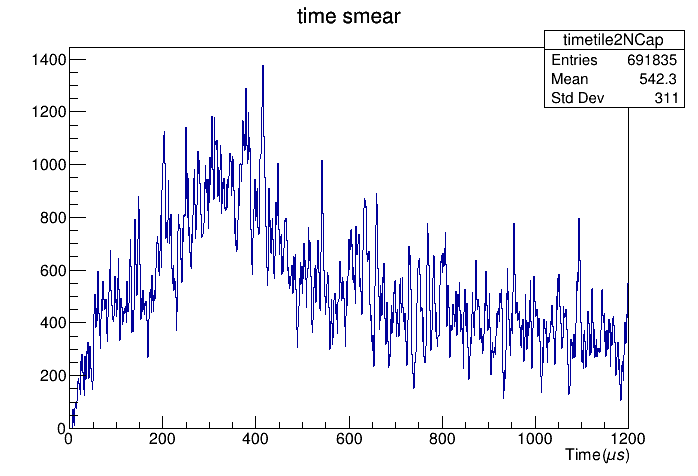 time smear
timetile2NCap
Entries 691835
Mean 542.3
Std Dev 311
1400
1200
1000
800
600
400
200
0
0 200 400 600 800 1000 1200
Time(μs)